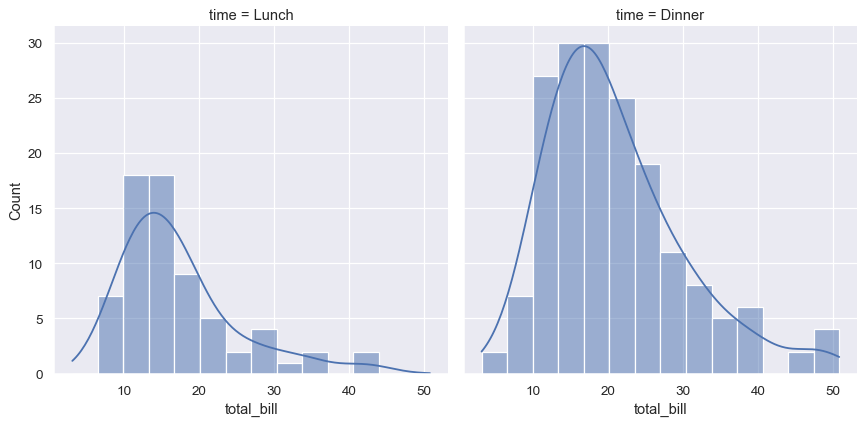 time = Lunch
time = Dinner
Count
30
25
20
15
10
5
0
10 20 30 40 50
10 20 30 40 50
total_bill
total_bill